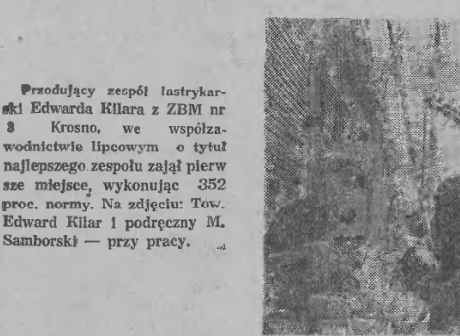 Przodujący zespół lastrykar-
ski Edwarda Kilara z ZBM nr
8 Krosno, we współza-
wodnictwie lipcowym o tytuł
najlepszego zespołu zajął pierw
sze miejsce, wykonując 352
proc. normy. Na zdjęciu: Tow.
Edward Kilar i podręczny M.
Samborski — przy pracy.